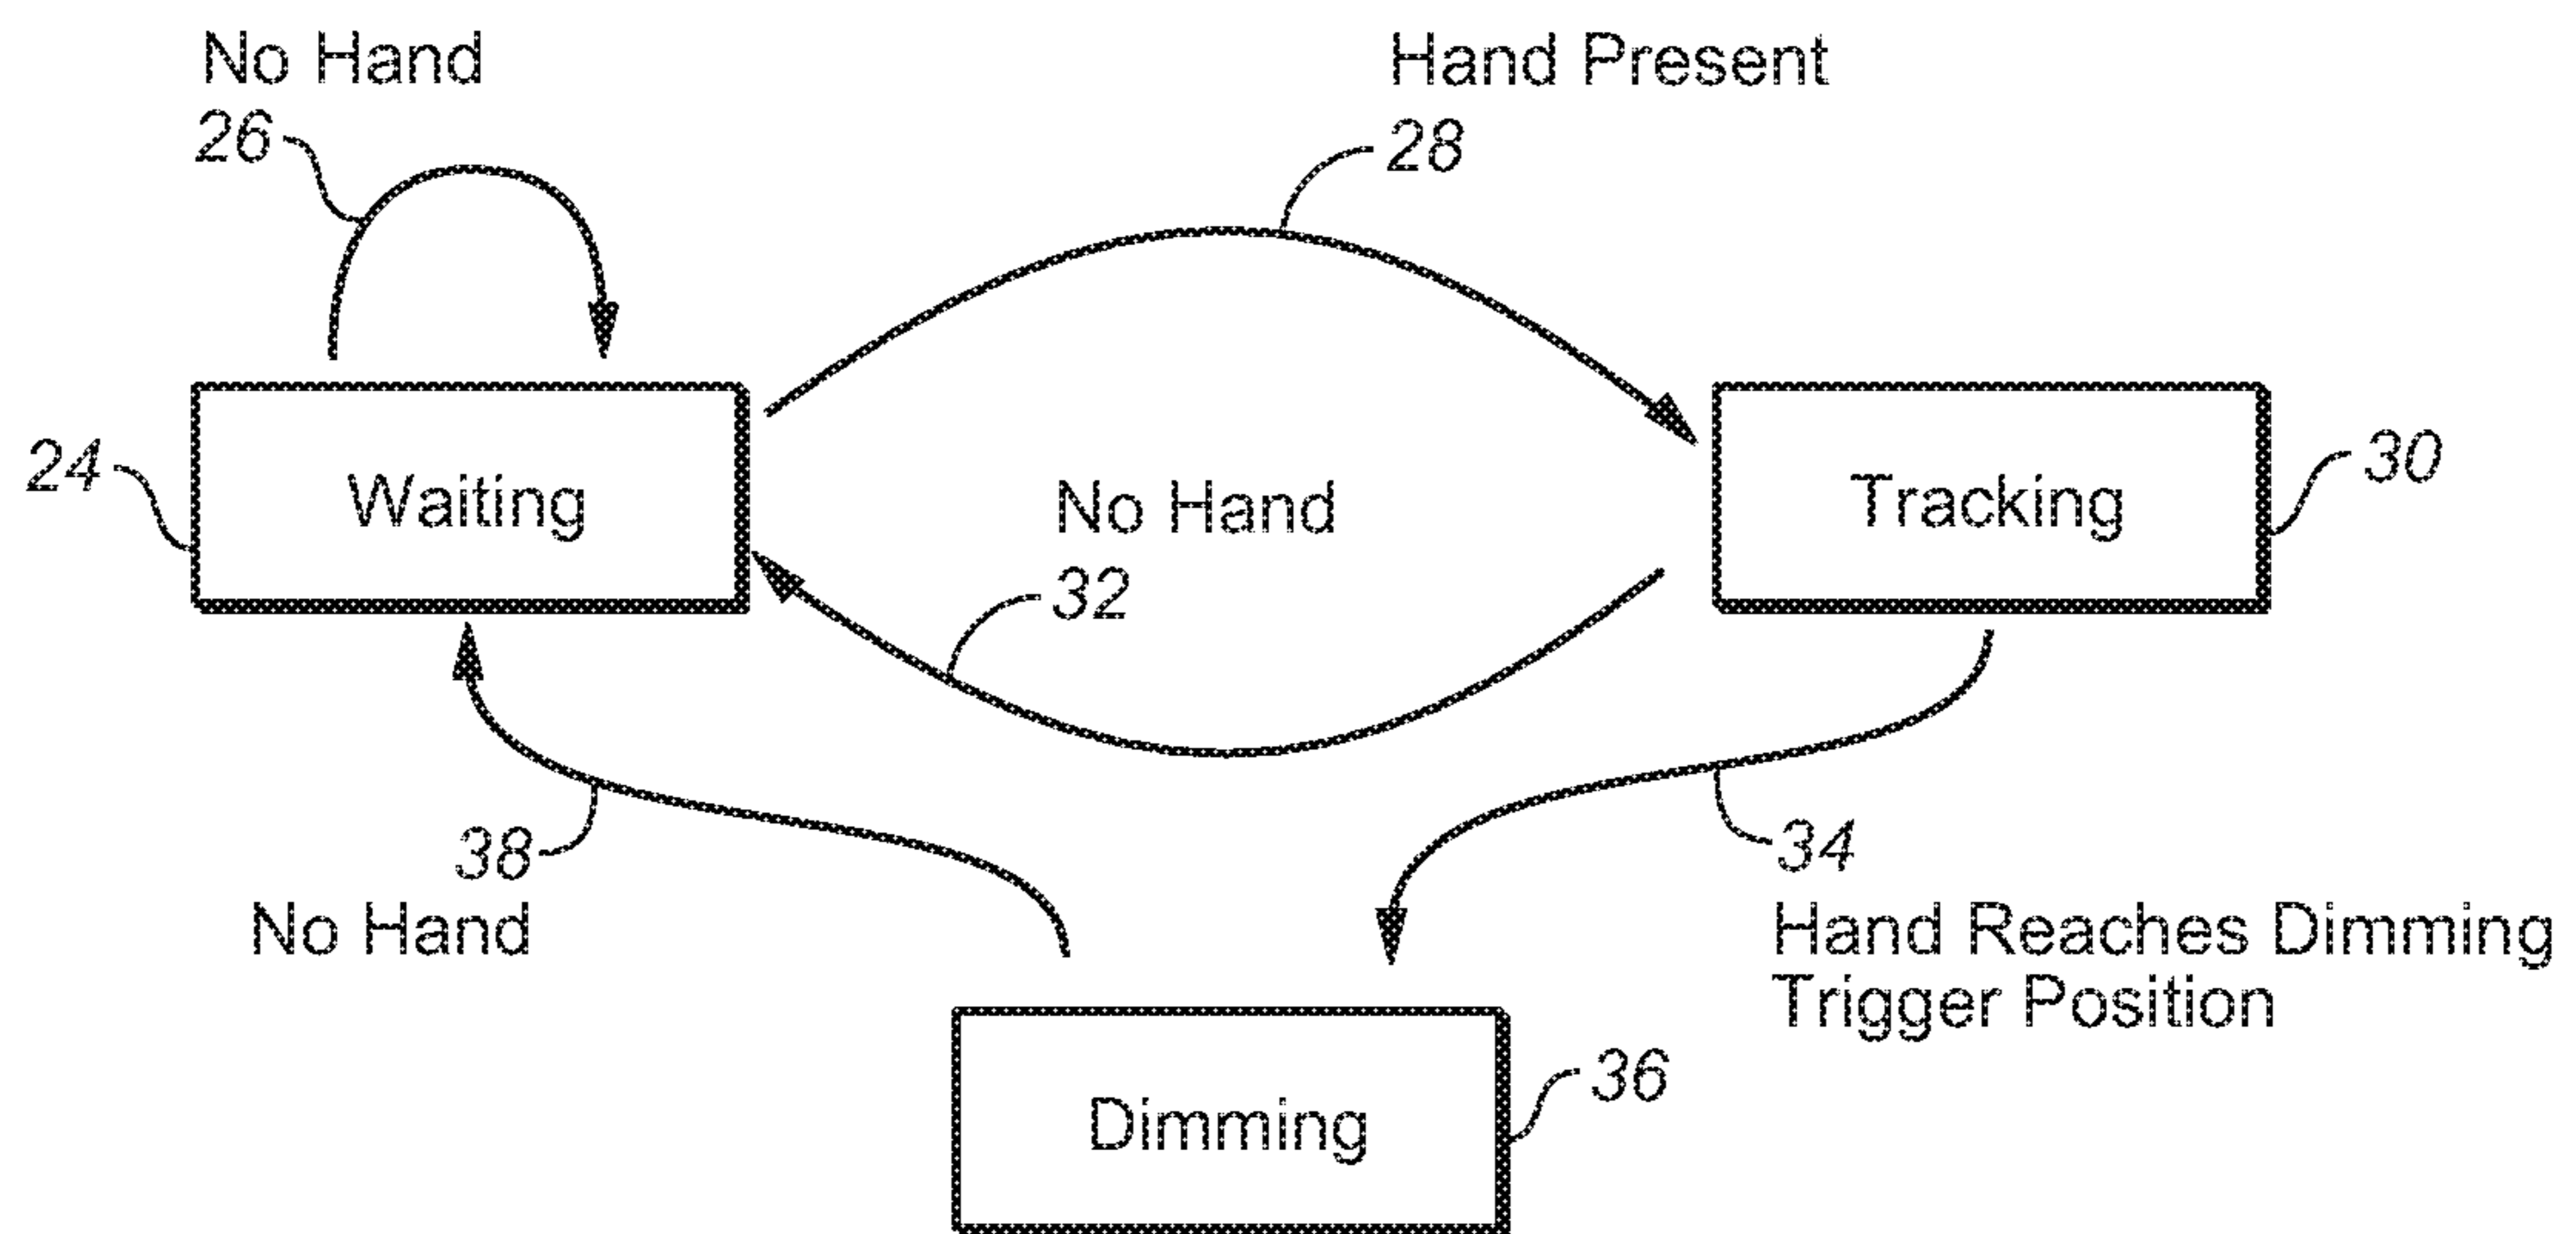 No Hand
26
Hand Present
28
24
Waiting
No Hand
32
Tracking
30
38
No Hand
34
Hand Reaches Dimming
Trigger Position
Dimming
36